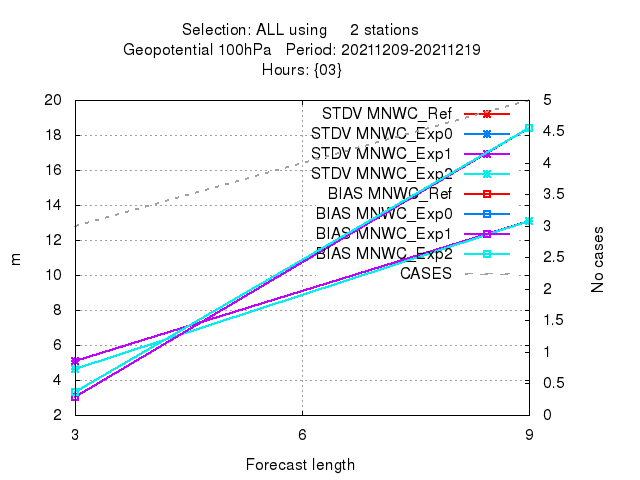 Selection: ALL using 2 stations
Geopotential 100hPa Period: 20211209-20211219
Hours: {03}
20 5
18 4.5
16 4
14 3.5
12 3
10 2.5
8 2
6 1.5
4 1
2 0.5
0
STDV MNWC_Ref
STDV MNWC_Exp0
STDV MNWC_Exp1
STDV MNWC_Exp2
BIAS MNWC_Ref
BIAS MNWC_Exp0
BIAS MNWC_Exp1
BIAS MNWC_Exp2
CASES
m
No cases
3 6 9
Forecast length